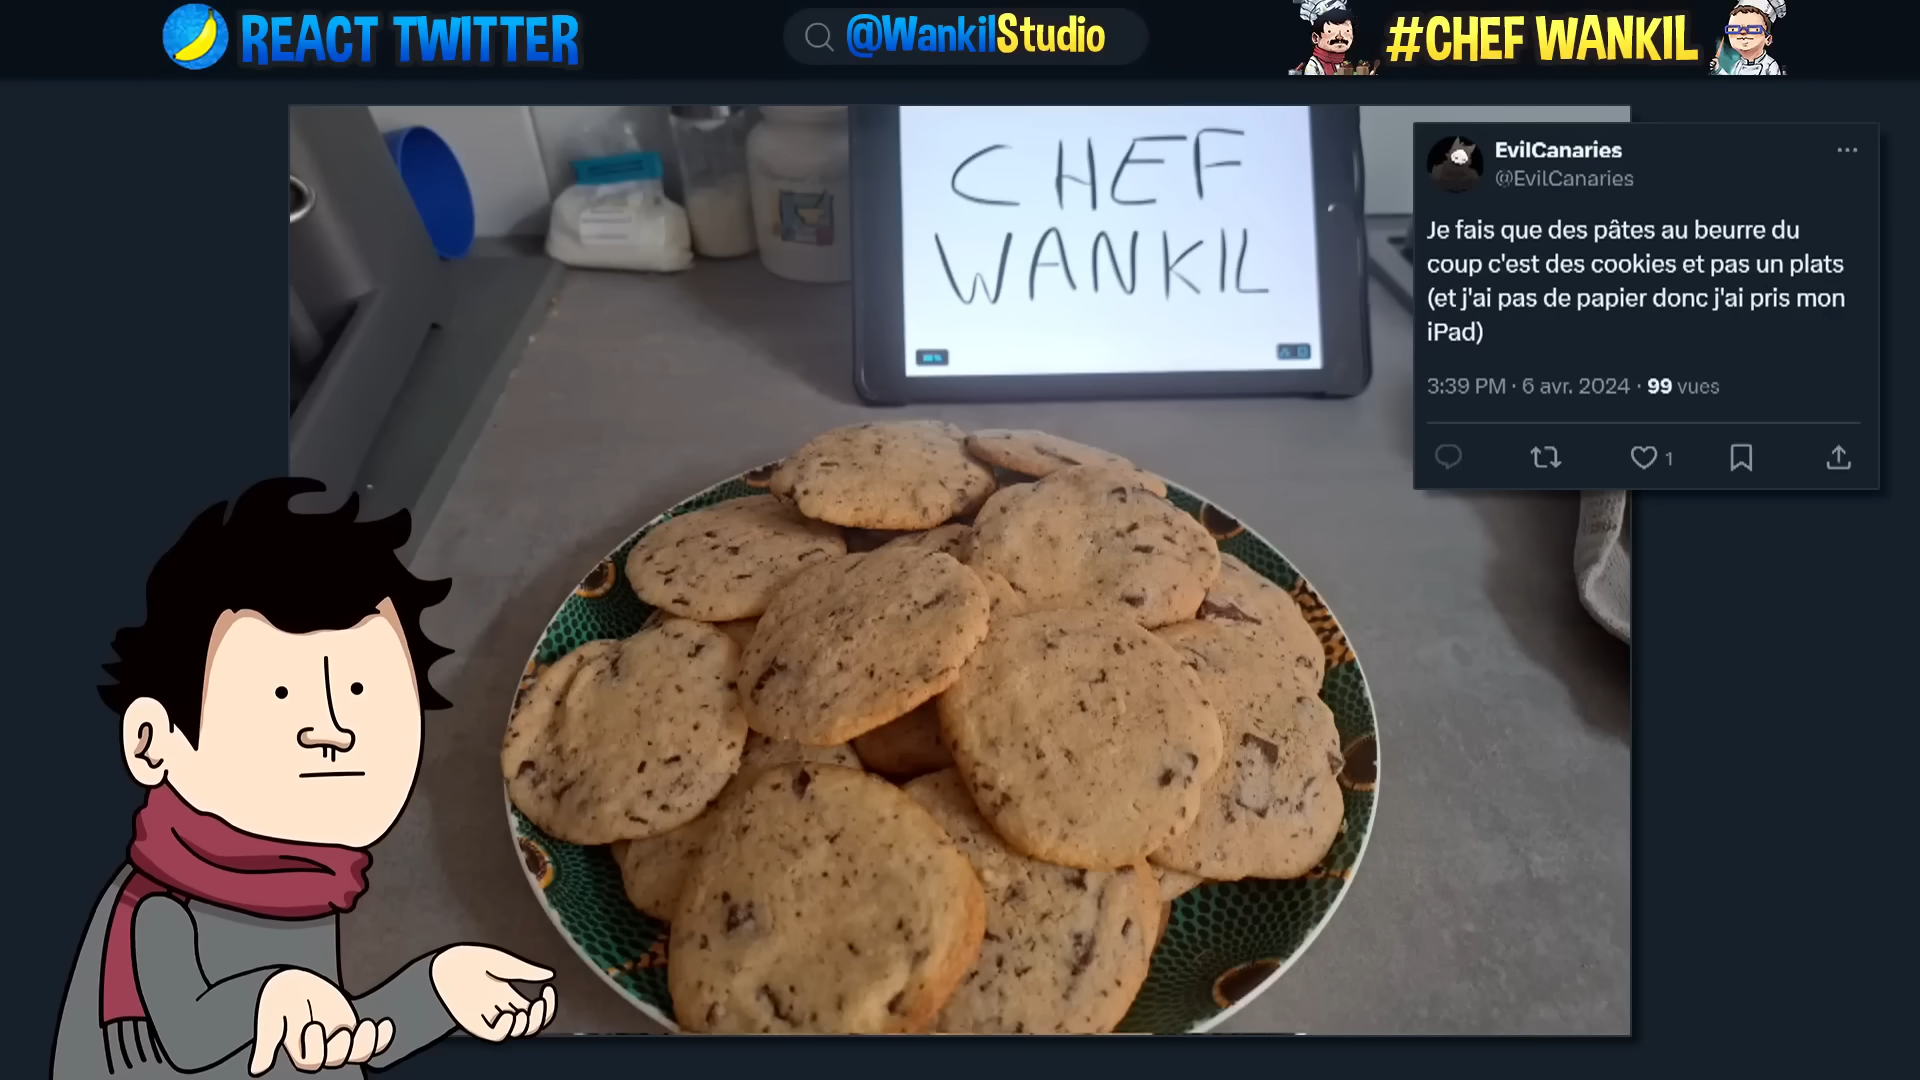 REACT TWITTER
@WankilStudio
#CHEF WANKIL
CHEF
WANKIL
EvilCanaries
@EvilCanaries
Je fais que des pâtes au beurre du
coup c'est des cookies et pas un plats
(et j'ai pas de papier donc j'ai pris mon
iPad)
3:39 PM · 6 avr. 2024 · 99 vues
1